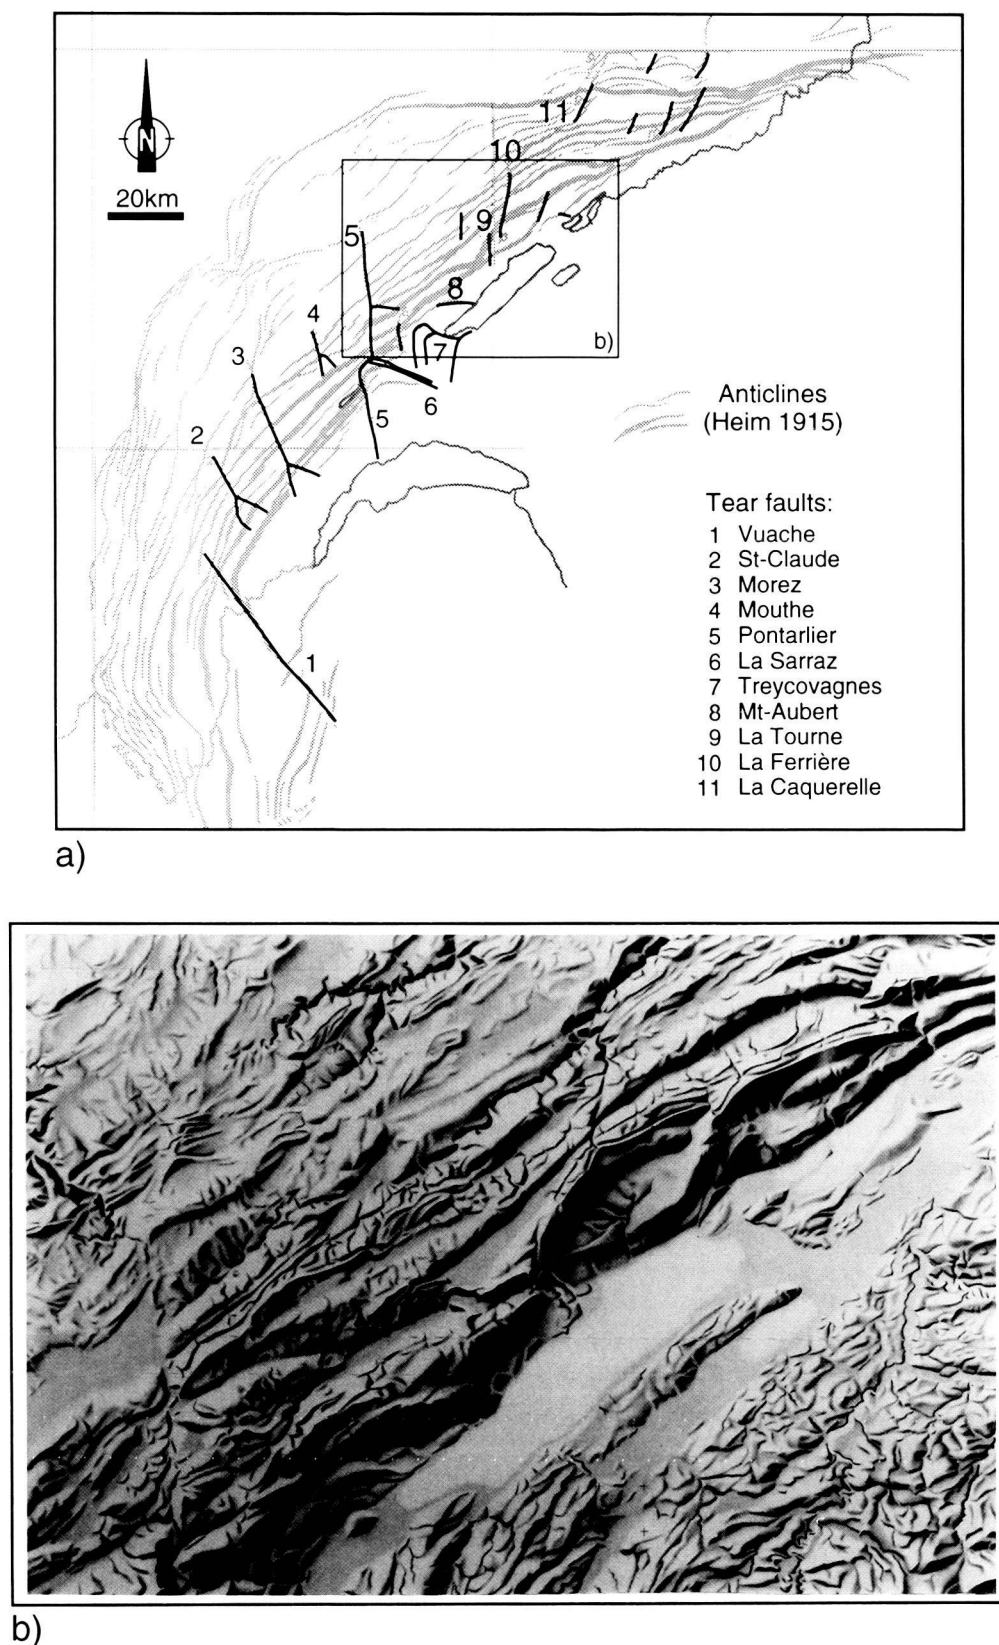 N
20km
11
10
5
9
8
4
b)
3
7
6
5
2
1
Anticlines
(Heim 1915)
Tear faults:
1 Vuache
2 St-Claude
3 Morez
4 Mouthe
5 Pontarlier
6 La Sarraz
7 Treycovagnes
8 Mt-Aubert
9 La Tourne
10 La Ferrière
11 La Caquerelle
a)
b)